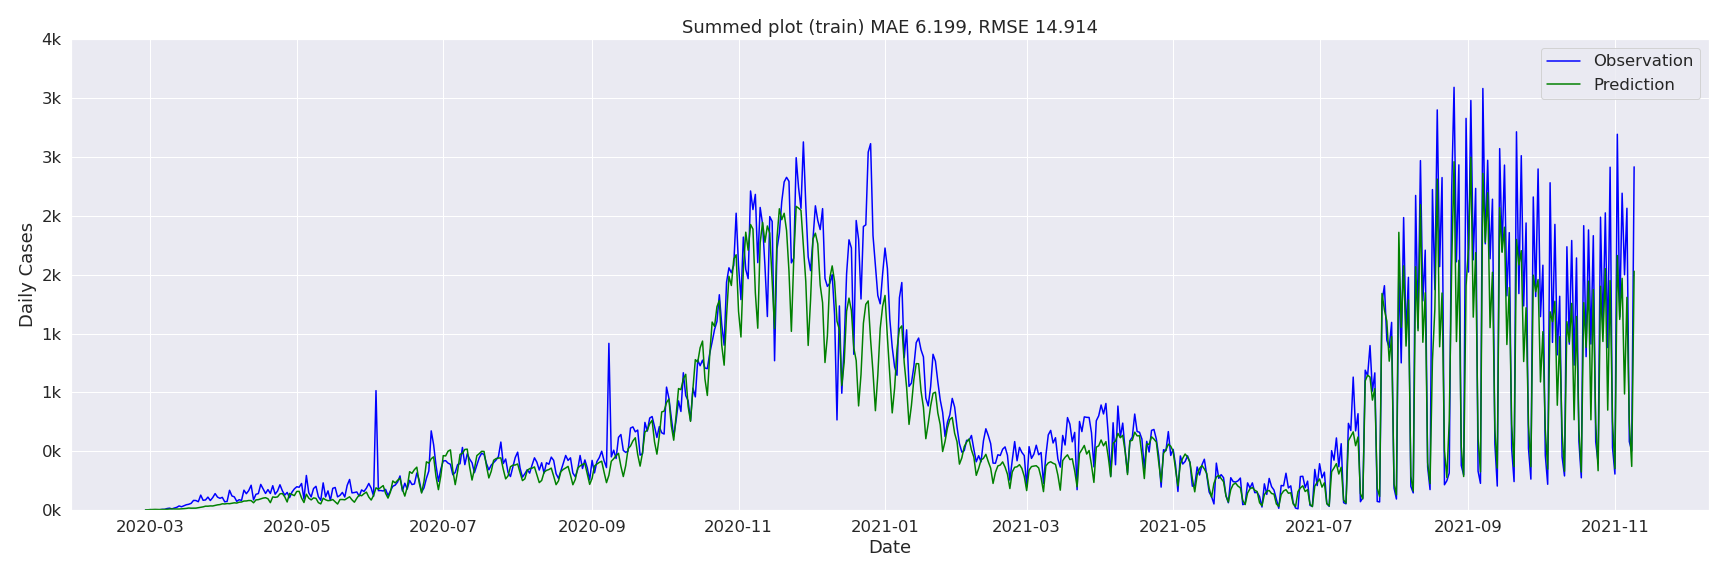 Summed plot (train) MAE 6.199, RMSE 14.914
4k
3k
3k
2k
2k
1k
1k
0k
0k
Daily Cases
Observation
Prediction
2020-03 2020-05 2020-07 2020-09 2020-11 2021-01 2021-03 2021-05 2021-07 2021-09 2021-11
Date